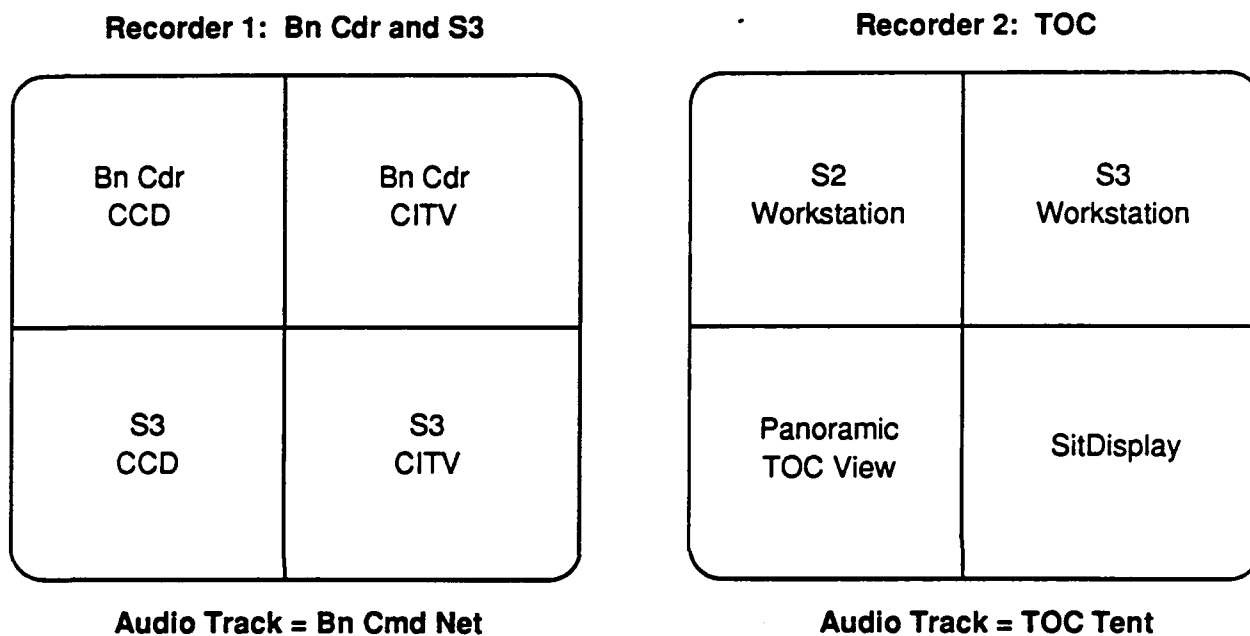 Recorder 1: Bn Cdr and S3
Bn Cdr
CCD
Bn Cdr
CITV
S3
CCD
S3
CITV
Audio Track = Bn Cmd Net
Recorder 2: TOC
S2
Workstation
S3
Workstation
Panoramic
TOC View
SitDisplay
Audio Track = TOC Tent